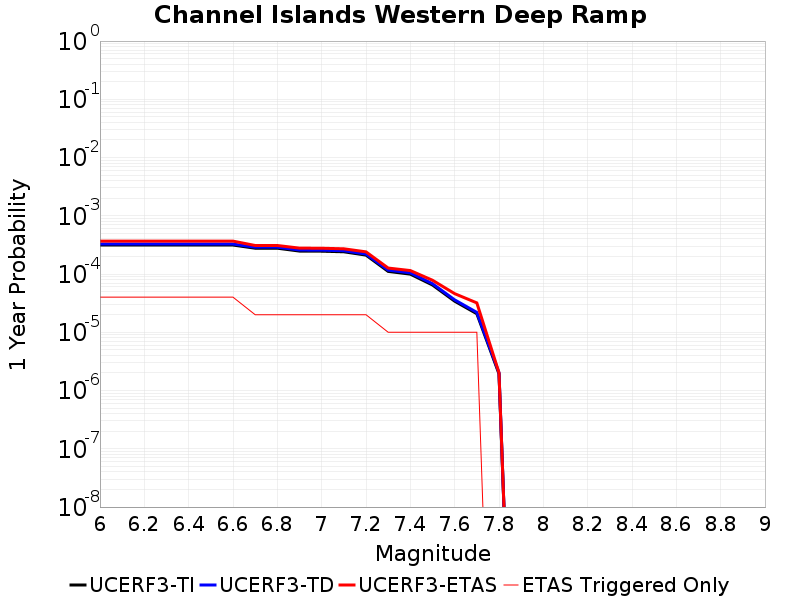 Channel Islands Western Deep Ramp
10^0
10^-1
10^-2
10^-3
10^-4
10^-5
10^-6
10^-7
10^-8
1 Year Probability
6 6.2 6.4 6.6 6.8 7 7.2 7.4 7.6 7.8 8 8.2 8.4 8.6 8.8 9
Magnitude
UCERF3-TI UCERF3-TD UCERF3-ETAS ETAS Triggered Only